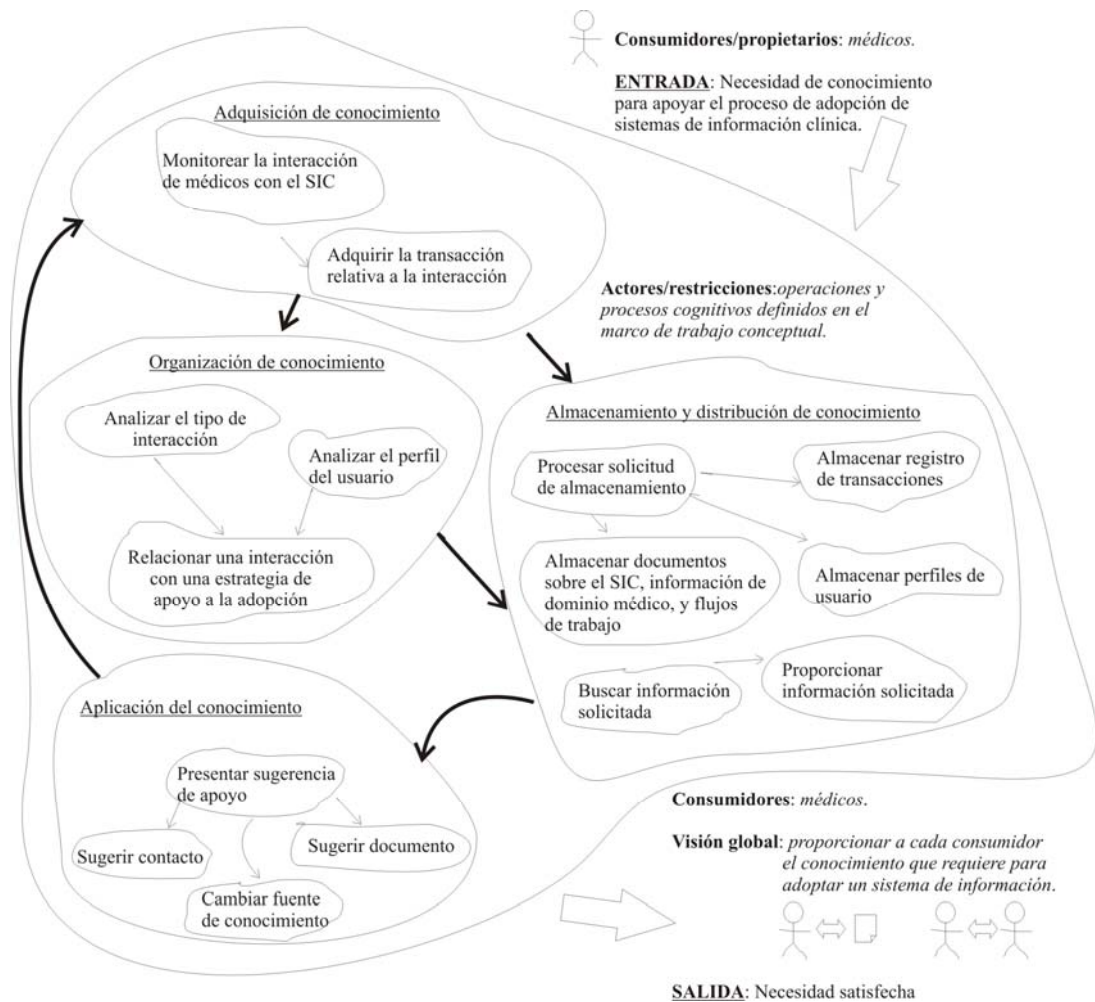 Consumidores/propietarios: médicos.
ENTRADA: Necesidad de conocimiento
para apoyar el proceso de adopción de
sistemas de información clínica.
Adquisición de conocimiento
Monitorear la interacción
de médicos con el SIC
Adquirir la transacción
relativa a la interacción
Actores/restricciones:operaciones y
procesos cognitivos definidos en el
marco de trabajo conceptual.
Organización de conocimiento
Analizar el tipo de
interacción
Analizar el perfil
del usuario
Relacionar una interacción
con una estrategia de
apoyo a la adopción
Almacenamiento y distribución de conocimiento
Procesar solicitud
de almacenamiento
Almacenar registro
de transacciones
Almacenar documentos
sobre el SIC, información de
dominio médico, y flujos
de trabajo
Almacenar perfiles de
usuario
Buscar información
solicitada
Proporcionar
información solicitada
Aplicación del conocimiento
Presentar sugerencia
de apoyo
Sugerir contacto
Sugerir documento
Cambiar fuente
de conocimiento
Consumidores: médicos.
Visión global: proporcionar a cada consumidor
el conocimiento que requiere para
adoptar un sistema de información.
SALIDA: Necesidad satisfecha